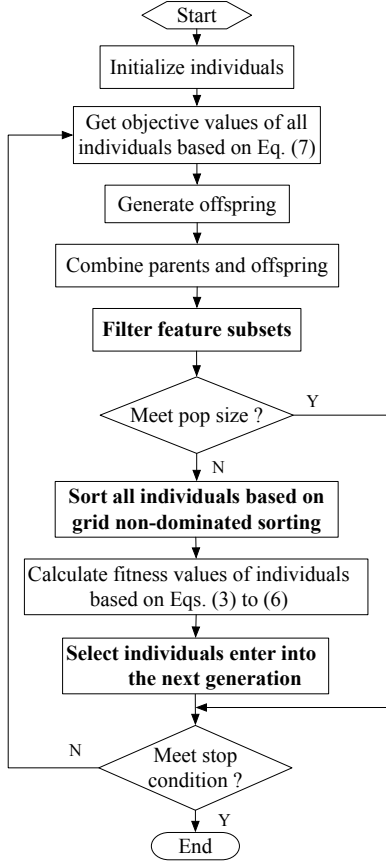 Start
Initialize individuals
Get objective values of all
individuals based on Eq. (7)
Generate offspring
Combine parents and offspring
Filter feature subsets
Meet pop size ?
Y
N
Sort all individuals based on
grid non-dominated sorting
Calculate fitness values of individuals
based on Eqs. (3) to (6)
Select individuals enter into
the next generation
N
Meet stop
condition ?
Y
End